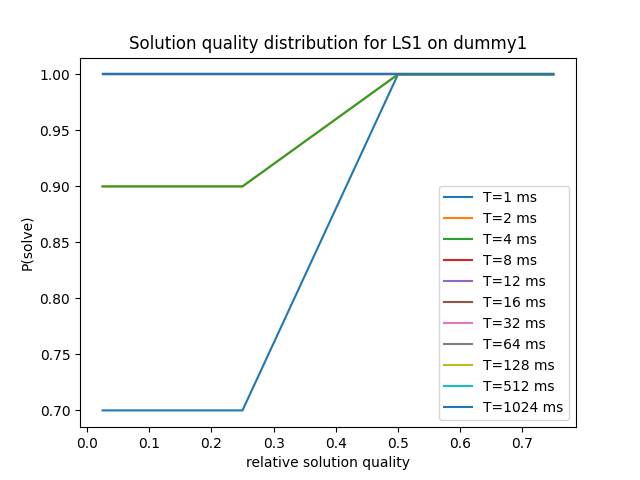 Solution quality distribution for LS1 on dummy1
1.00
0.95
0.90
0.85
0.80
0.75
0.70
P(solve)
T=1 ms
T=2 ms
T=4 ms
T=8 ms
T=12 ms
T=16 ms
T=32 ms
T=64 ms
T=128 ms
T=512 ms
T=1024 ms
0.0 0.1 0.2 0.3 0.4 0.5 0.6 0.7
relative solution quality